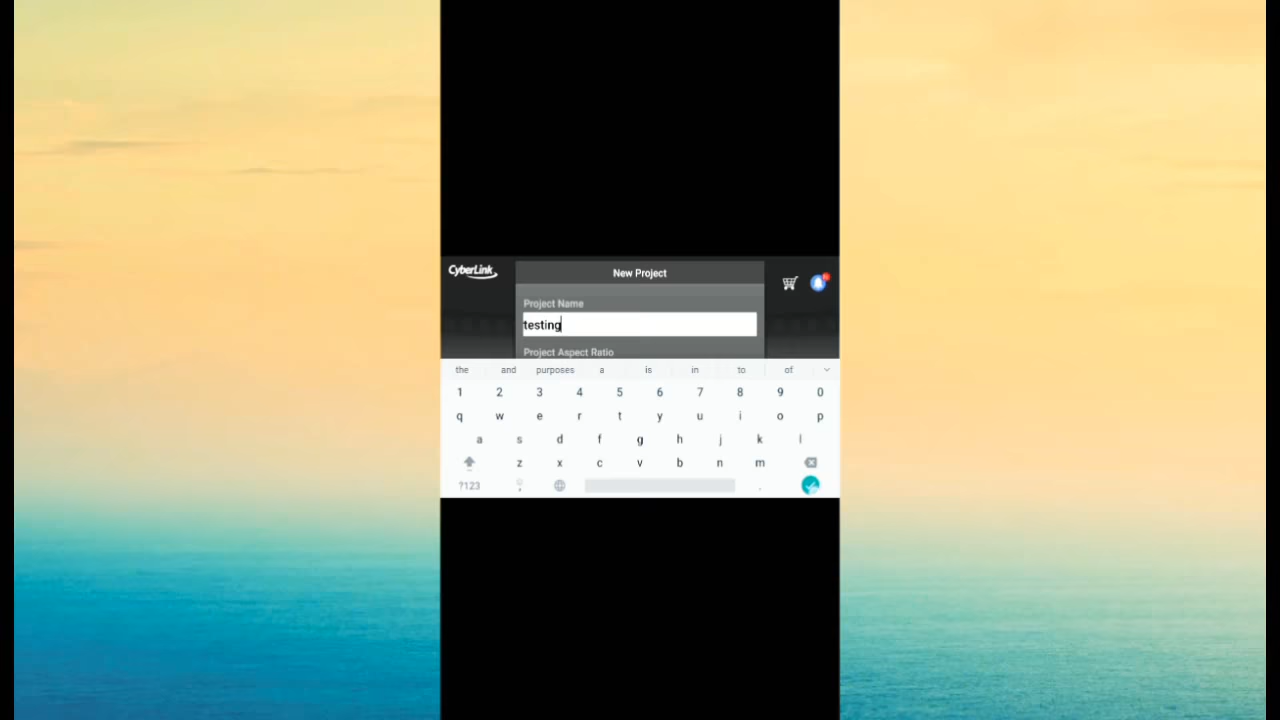 CyberLink
New Project
Project Name
testing
Project Aspect Ratio
the and purposes a is in to of
1 2 3 4 5 6 7 8 9 0
q w e r t y u i o p
a s d f g h j k l
z x c v b n m
?123 , .